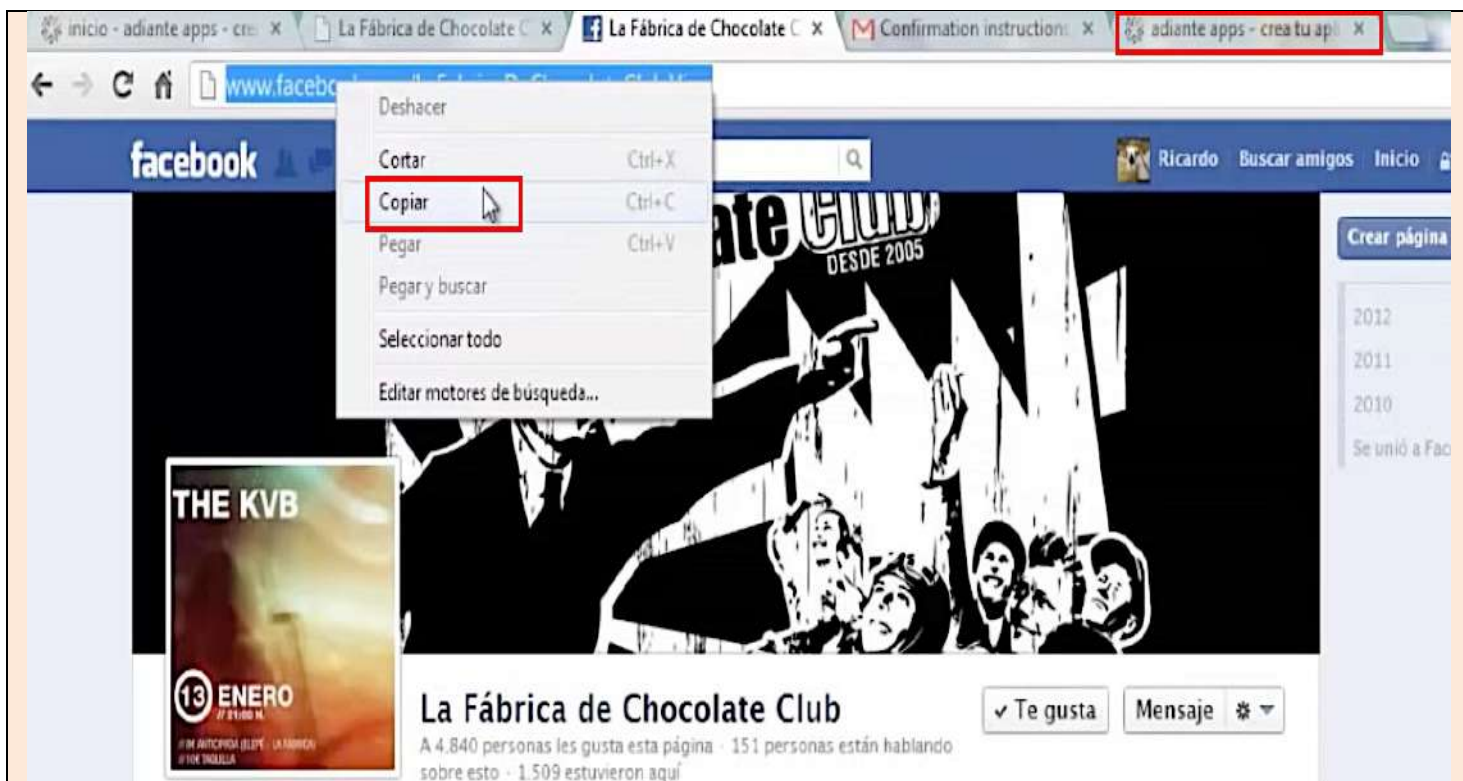 inicio - adiante apps - cre
La Fábrica de Chocolate C
La Fábrica de Chocolate C
Confirmation instruction
adiante apps - crea tu apl
www.facebo
Deshacer
facebook
Cortar Ctrl+X
Ricardo Buscar amigos Inicio
Copiar Ctrl+C
ate Club
DESDE 2005
Crear página
Pegar Ctrl+V
Pegar y buscar
2012
Seleccionar todo
2011
Editar motores de búsqueda...
2010
Se unió a Fac
THE KVB
13 ENERO
// 21:00 H.
La Fábrica de Chocolate Club
✓ Te gusta
Mensaje
A 4.840 personas les gusta esta página · 151 personas están hablando
sobre esto · 1.509 estuvieron aquí